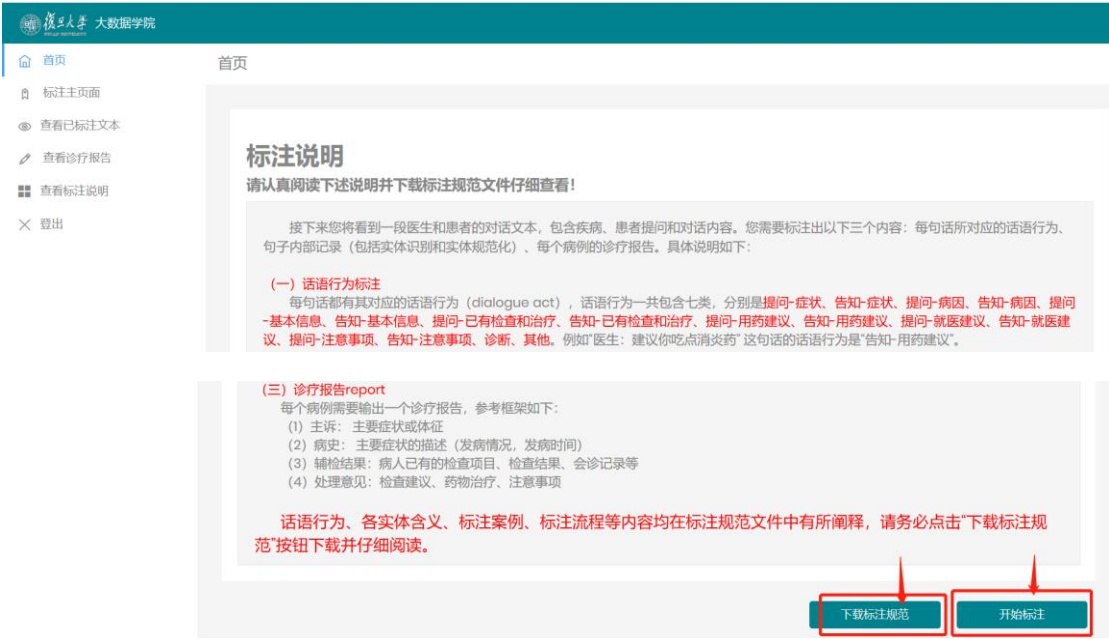 復旦大學 大数据学院
首页
标注主页面
查看已标注文本
查看诊疗报告
查看标注说明
登出
首页
标注说明
请认真阅读下述说明并下载标注规范文件仔细查看！
接下来您将看到一段医生和患者的对话文本，包含疾病、患者提问和对话内容。您需要标注出以下三个内容：每句话所对应的话语行为、
句子内部记录（包括实体识别和实体规范化）、每个病例的诊疗报告。具体说明如下：
（一）话语行为标注
每句话都有其对应的话语行为（dialogue act），话语行为一共包含七类，分别是提问-症状、告知-症状、提问-病因、告知-病因、提问
-基本信息、告知-基本信息、提问-已有检查和治疗、告知-已有检查和治疗、提问-用药建议、告知-用药建议、提问-就医建议、告知-就医建
议、提问-注意事项、告知-注意事项、诊断、其他。例如“医生：建议你吃点消炎药” 这句话的话语行为是“告知-用药建议”。
（三）诊疗报告report
每个病例需要输出一个诊疗报告，参考框架如下：
(1) 主诉： 主要症状或体征
(2) 病史： 主要症状的描述（发病情况，发病时间）
(3) 辅检结果：病人已有的检查项目、检查结果、会诊记录等
(4) 处理意见：检查建议、药物治疗、注意事项
话语行为、各实体含义、标注案例、标注流程等内容均在标注规范文件中有所阐释，请务必点击“下载标注规
范”按钮下载并仔细阅读。
下载标注规范
开始标注